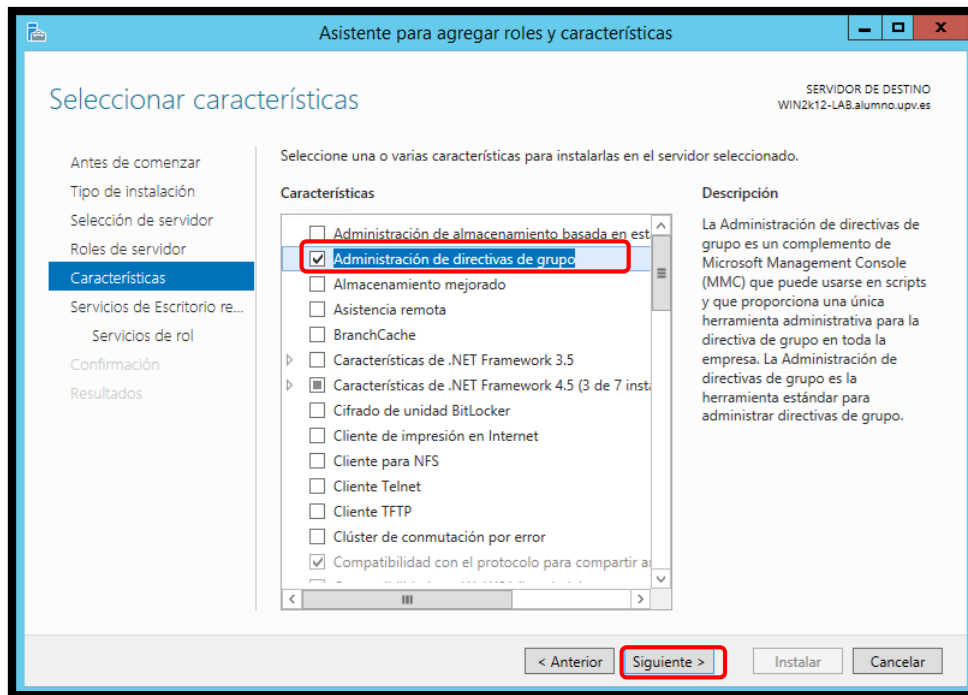 Asistente para agregar roles y características
Seleccionar características
SERVIDOR DE DESTINO
WIN2k12-LAB.alumno.upv.es
Antes de comenzar
Tipo de instalación
Selección de servidor
Roles de servidor
Características
Servicios de Escritorio re...
Servicios de rol
Confirmación
Resultados
Seleccione una o varias características para instalarlas en el servidor seleccionado.
Características
Administración de almacenamiento basada en est
Administración de directivas de grupo
Almacenamiento mejorado
Asistencia remota
BranchCache
Características de .NET Framework 3.5
Características de .NET Framework 4.5 (3 de 7 inst
Cifrado de unidad BitLocker
Cliente de impresión en Internet
Cliente para NFS
Cliente Telnet
Cliente TFTP
Clúster de conmutación por error
Compatibilidad con el protocolo para compartir a
Descripción
La Administración de directivas de
grupo es un complemento de
Microsoft Management Console
(MMC) que puede usarse en scripts
y que proporciona una única
herramienta administrativa para la
directiva de grupo en toda la
empresa. La Administración de
directivas de grupo es la
herramienta estándar para
administrar directivas de grupo.
< Anterior
Siguiente >
Instalar
Cancelar